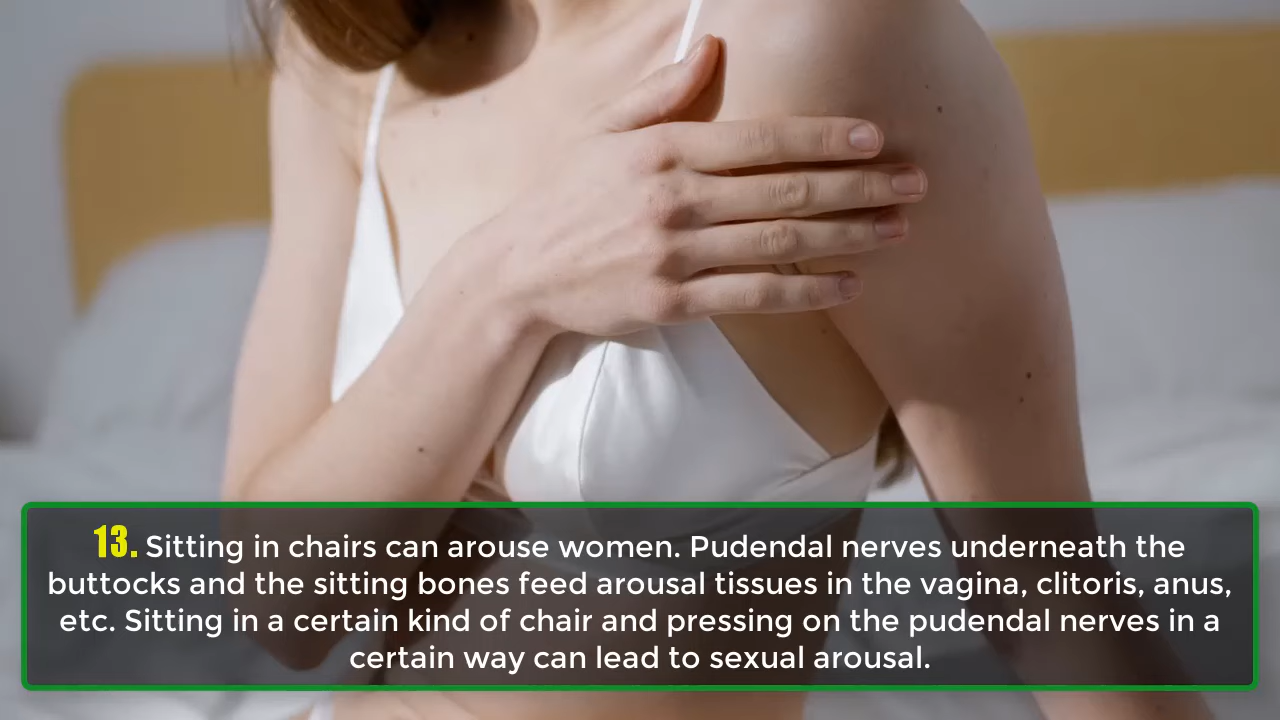 13. Sitting in chairs can arouse women. Pudendal nerves underneath the
buttocks and the sitting bones feed arousal tissues in the vagina, clitoris, anus,
etc. Sitting in a certain kind of chair and pressing on the pudendal nerves in a
certain way can lead to sexual arousal.